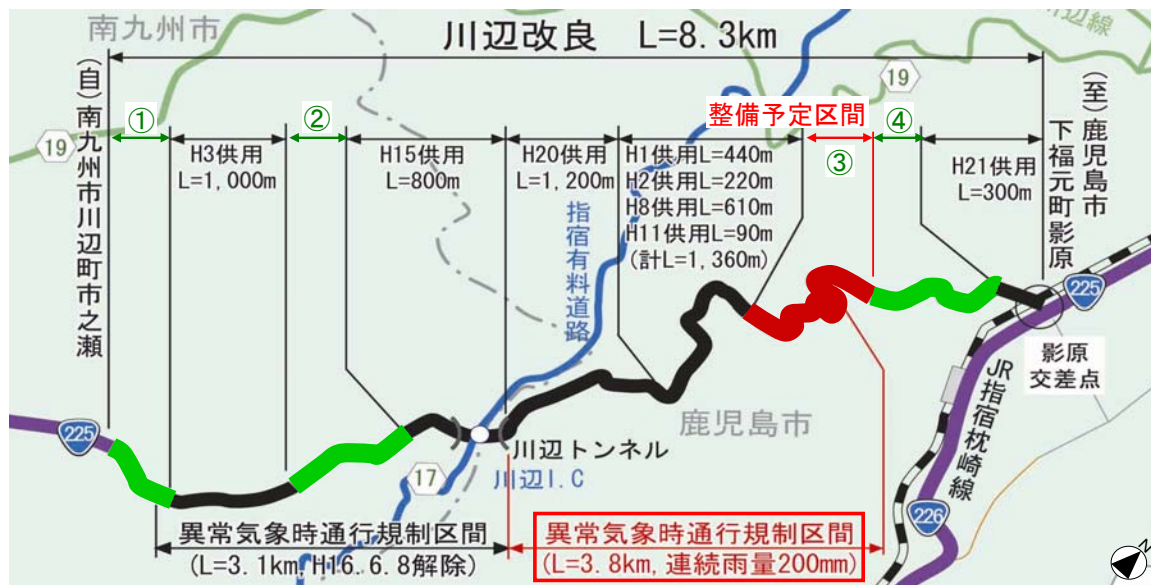 南九州市
川辺改良 L=8.3km
辺線
19
19
(自)南九州市川辺町市之瀬
①
②
整備予定区間
③
④
(至)鹿児島市
下福元町影原
H3供用
L=1,000m
H15供用
L=800m
H20供用
L=1,200m
H1供用L=440m
H2供用L=220m
H8供用L=610m
H11供用L=90m
(計L=1,360m)
H21供用
L=300m
指宿有料道路
225
影原
交差点
JR指宿枕崎線
鹿児島市
225
川辺トンネル
川辺I.C
17
226
異常気象時通行規制区間
(L=3.1km,H16.6.8解除)
異常気象時通行規制区間
(L=3.8km,連続雨量200mm)
N